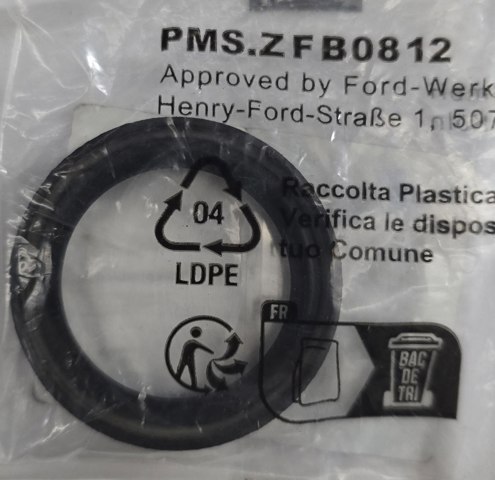 PMS.ZFB0812
Approved by Ford-Werk
Henry-Ford-Straße 1, 507
04
LDPE
Raccolta Plastica
Verifica le dispos
tuo Comune
FR
BAC
DE
TRI